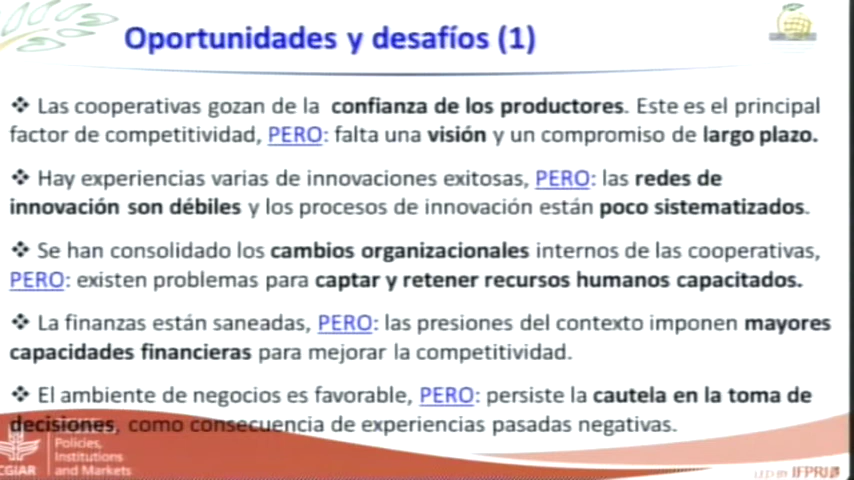 Oportunidades y desafíos (1)
❖ Las cooperativas gozan de la confianza de los productores. Este es el principal
factor de competitividad, PERO: falta una visión y un compromiso de largo plazo.
❖ Hay experiencias varias de innovaciones exitosas, PERO: las redes de
innovación son débiles y los procesos de innovación están poco sistematizados.
❖ Se han consolidado los cambios organizacionales internos de las cooperativas,
PERO: existen problemas para captar y retener recursos humanos capacitados.
❖ La finanzas están saneadas, PERO: las presiones del contexto imponen mayores
capacidades financieras para mejorar la competitividad.
❖ El ambiente de negocios es favorable, PERO: persiste la cautela en la toma de
decisiones, como consecuencia de experiencias pasadas negativas.
Policies,
Institutions
and Markets
CGIAR
LED BY IFPRI